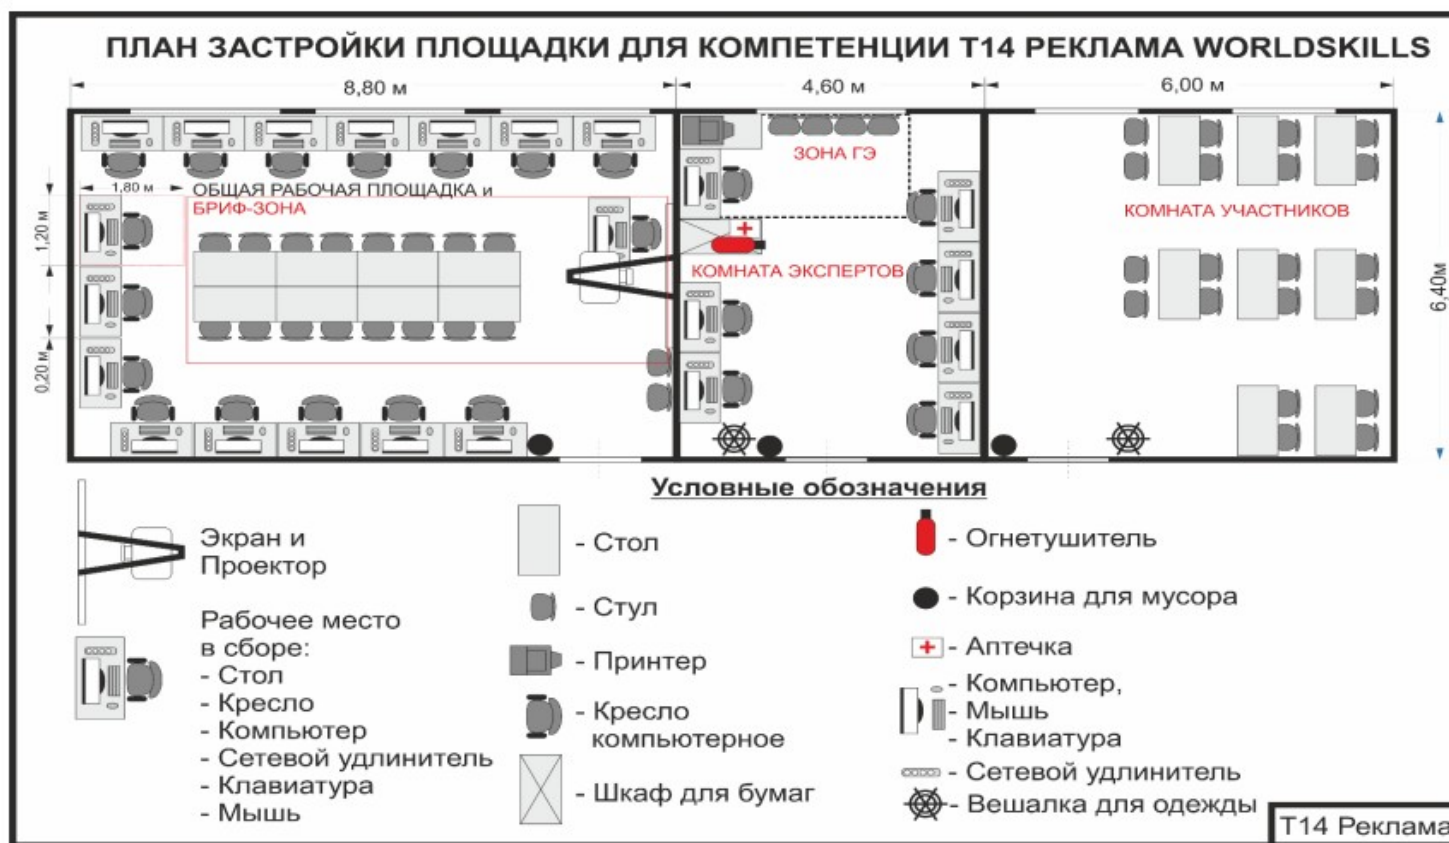 ПЛАН ЗАСТРОЙКИ ПЛОЩАДКИ ДЛЯ КОМПЕТЕНЦИИ Т14 РЕКЛАМА WORLDSKILLS
8,80 м
4,60 м
6,00 м
ЗОНА ГЭ
1,80 м
ОБЩАЯ РАБОЧАЯ ПЛОЩАДКА и
БРИФ-ЗОНА
КОМНАТА УЧАСТНИКОВ
1,20 м
КОМНАТА ЭКСПЕРТОВ
6,40м
0,20 м
Условные обозначения
Экран и
Проектор
Рабочее место
в сборе:
- Стол
- Кресло
- Компьютер
- Сетевой удлинитель
- Клавиатура
- Мышь
- Стол
- Стул
- Принтер
- Кресло
компьютерное
- Шкаф для бумаг
- Огнетушитель
- Корзина для мусора
- Аптечка
- Компьютер,
- Мышь
- Клавиатура
- Сетевой удлинитель
- Вешалка для одежды
Т14 Реклама